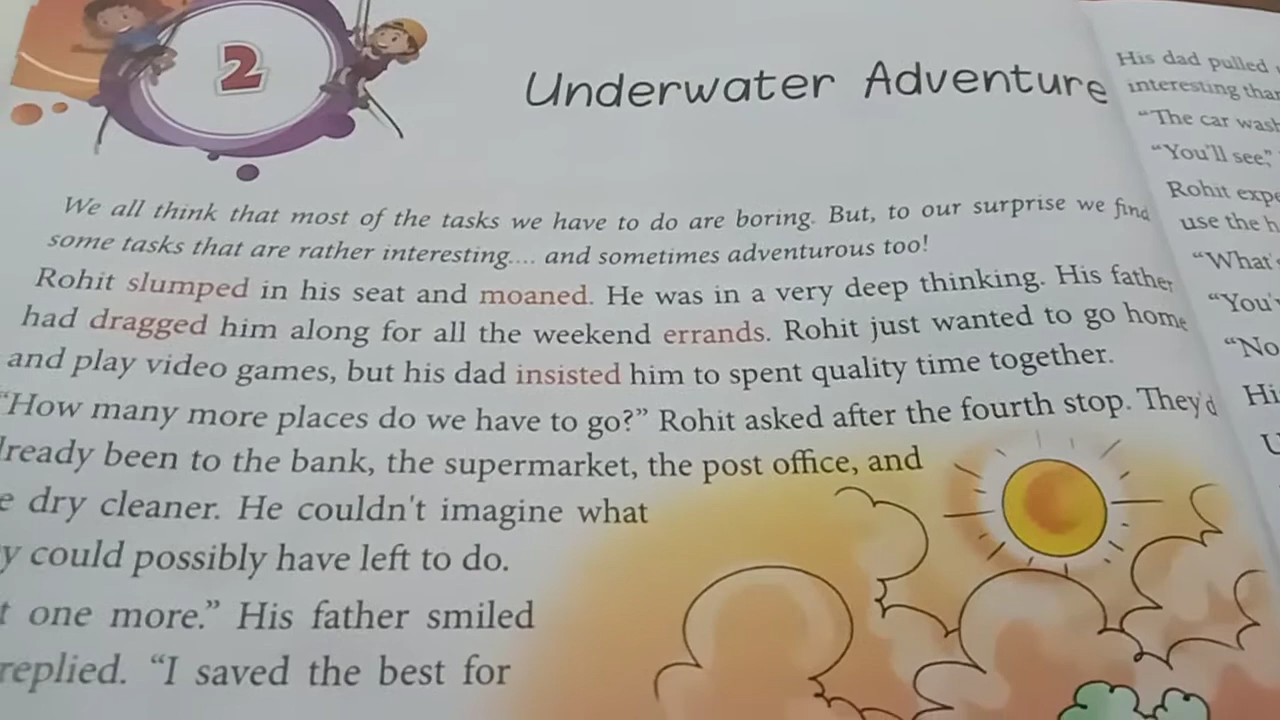 2
Underwater Adventure
We all think that most of the tasks we have to do are boring. But, to our surprise we find
some tasks that are rather interesting.... and sometimes adventurous too!
Rohit slumped in his seat and moaned. He was in a very deep thinking. His father
had dragged him along for all the weekend errands. Rohit just wanted to go home
and play video games, but his dad insisted him to spent quality time together.
“How many more places do we have to go?” Rohit asked after the fourth stop. They'd
lready been to the bank, the supermarket, the post office, and
e dry cleaner. He couldn't imagine what
y could possibly have left to do.
t one more.” His father smiled
replied. “I saved the best for
His dad pulled
interesting than
“The car wash
“You'll see,”
Rohit expe
use the h
“What's
“You'
“No
Hi
U